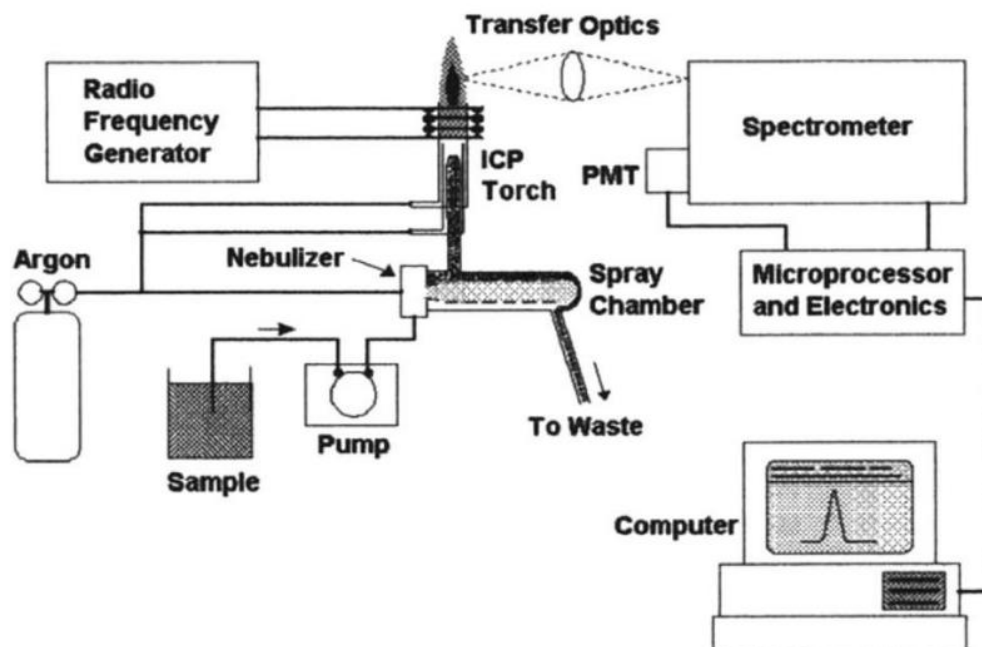 Transfer Optics
Radio
Frequency
Generator
ICP
Torch
Spectrometer
PMT
Argon
Nebulizer
Spray
Chamber
Microprocessor
and Electronics
Pump
Sample
To Waste
Computer